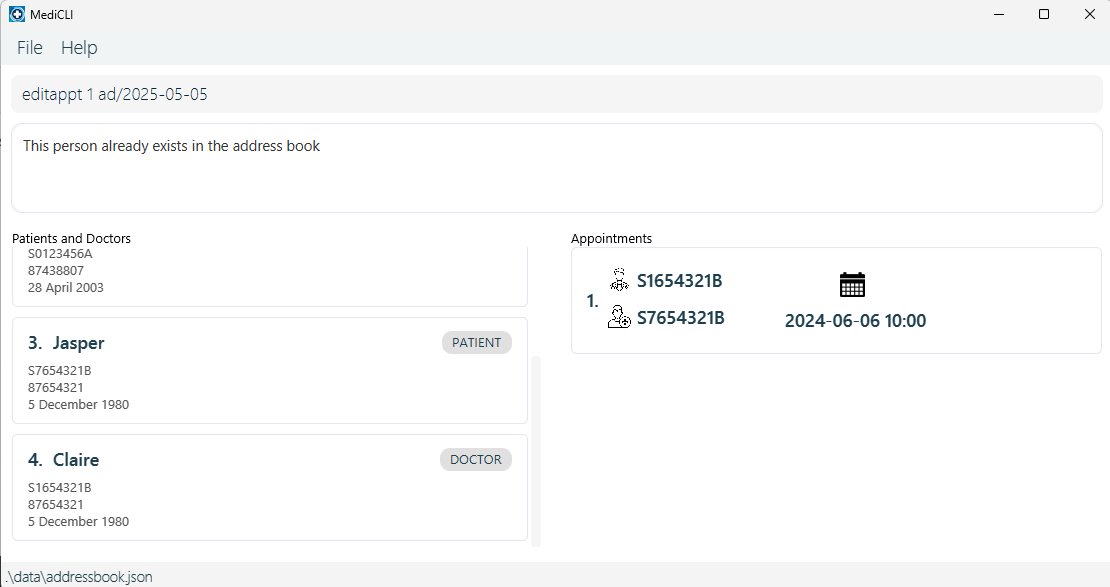 MediCLI
File Help
editappt 1 ad/2025-05-05
This person already exists in the address book
Patients and Doctors
S0123456A
87438807
28 April 2003
3. Jasper
PATIENT
S7654321B
87654321
5 December 1980
4. Claire
DOCTOR
S1654321B
87654321
5 December 1980
Appointments
1.
S1654321B
S7654321B
2024-06-06 10:00
.\data\addressbook.json